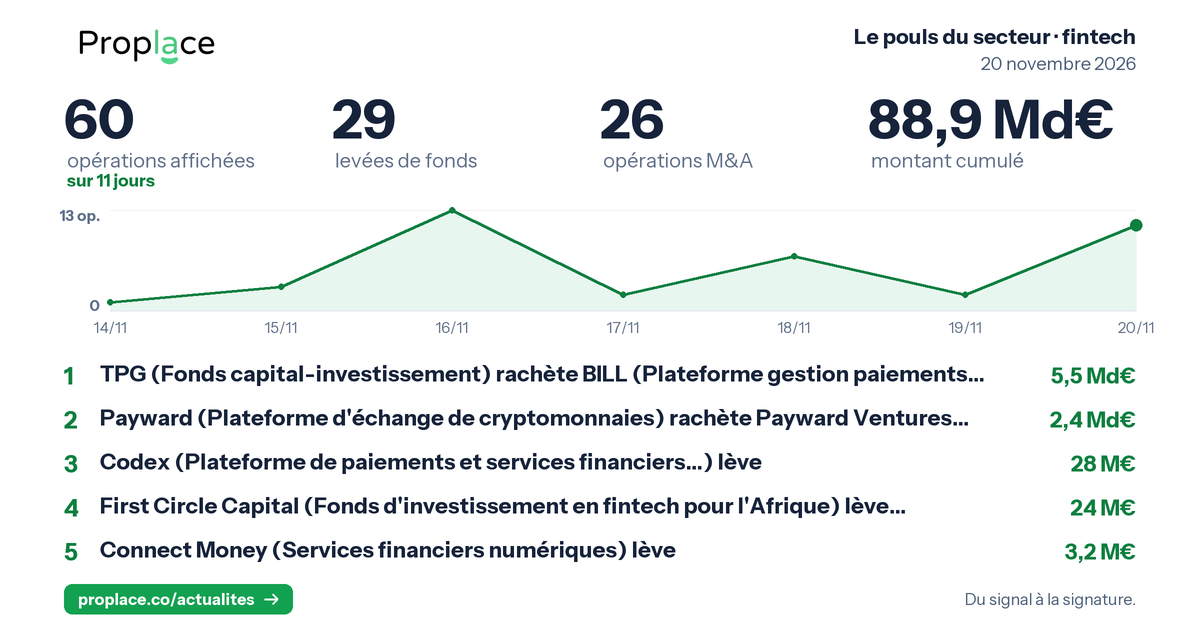 Proplace
Le pouls du secteur · fintech
20 novembre 2026
60
opérations affichées
sur 11 jours
29
levées de fonds
26
opérations M&A
88,9 Md€
montant cumulé
13 op.
0
14/11
15/11
16/11
17/11
18/11
19/11
20/11
1 TPG (Fonds capital-investissement) rachète BILL (Plateforme gestion paiements... 5,5 Md€
2 Payward (Plateforme d'échange de cryptomonnaies) rachète Payward Ventures... 2,4 Md€
3 Codex (Plateforme de paiements et services financiers...) lève 28 M€
4 First Circle Capital (Fonds d'investissement en fintech pour l'Afrique) lève... 24 M€
5 Connect Money (Services financiers numériques) lève 3,2 M€
proplace.co/actualites →
Du signal à la signature.